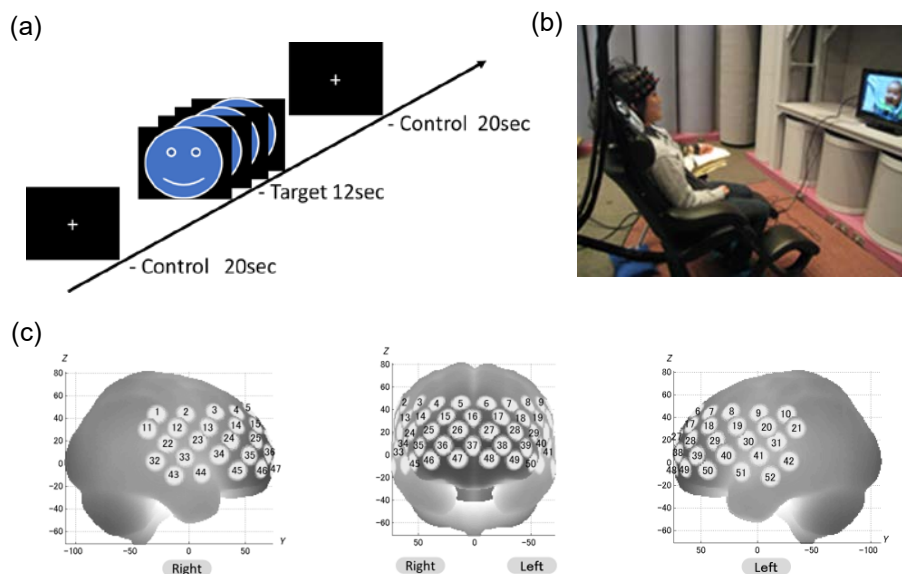 (a)
(b)
- Control 20sec
- Target 12sec
- Control 20sec
(c)
Z
80
60
40
20
0
-20
-40
-60
1 2 3 4 5
11 12 13 14 15
22 23 24 25
32 33 34 35 36
43 44 45 46 47
-100 -50 0 50
Y
Right
Z
80
60
40
20
0
-20
-40
-60
2 3 4 5 6 7 8 9
13 14 15 16 17 18 19
24 25 26 27 28 29
34 35 36 37 38 39 40
33 41
45 46 47 48 49 50
50 0 -50
Right
Left
Z
80
60
40
20
0
-20
-40
-60
6 7 8 9 10
17 18 19 20 21
27 28 29 30 31
38 39 40 41 42
48 49 50 51 52
50 0 -50 -100
Y
Left